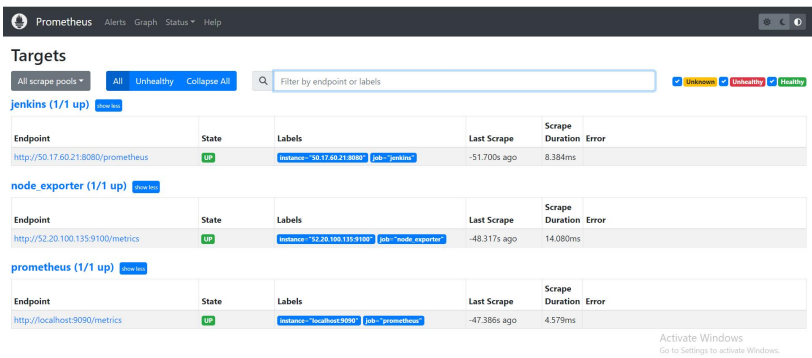 Prometheus Alerts Graph Status Help
Targets
All scrape pools All Unhealthy Collapse All Filter by endpoint or labels Unknown Unhealthy Healthy
jenkins (1/1 up) show less
Endpoint State Labels Last Scrape Scrape Duration Error
http://50.17.60.21:8080/prometheus UP instance="50.17.60.21:8080" job="jenkins" -51.700s ago 8.384ms
node_exporter (1/1 up) show less
Endpoint State Labels Last Scrape Scrape Duration Error
http://52.20.100.135:9100/metrics UP instance="52.20.100.135:9100" job="node_exporter" -48.317s ago 14.080ms
prometheus (1/1 up) show less
Endpoint State Labels Last Scrape Scrape Duration Error
http://localhost:9090/metrics UP instance="localhost:9090" job="prometheus" -47.386s ago 4.579ms
Activate Windows
Go to Settings to activate Windows.